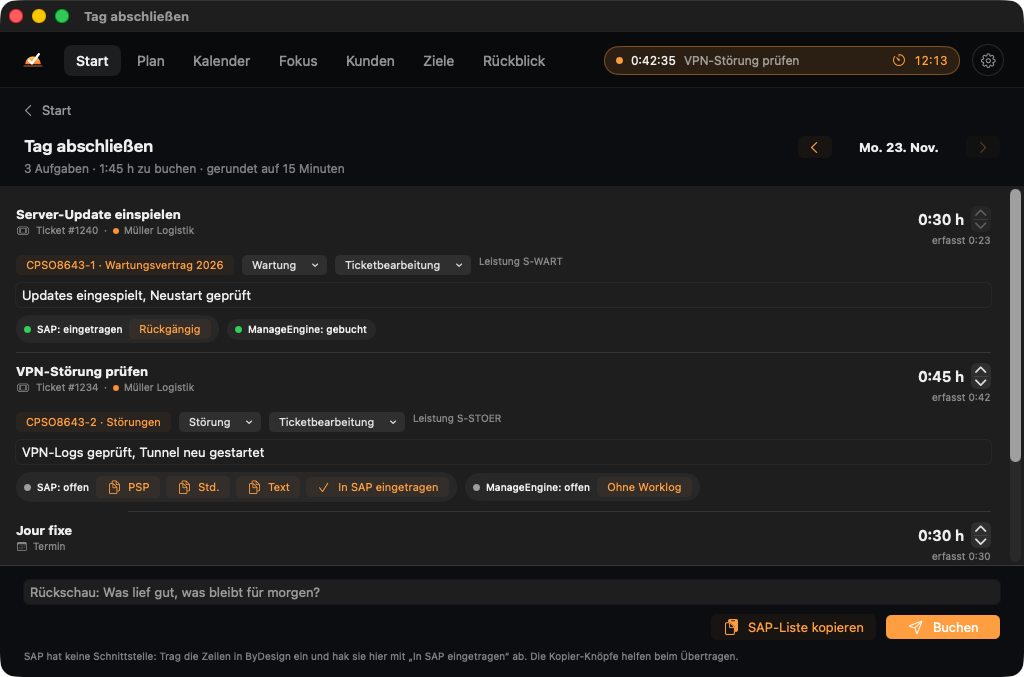 Tag abschließen
Start Plan Kalender Fokus Kunden Ziele Rückblick 0:42:35 VPN-Störung prüfen 12:13
Start
Tag abschließen
Mo. 23. Nov.
3 Aufgaben · 1:45 h zu buchen · gerundet auf 15 Minuten
Server-Update einspielen
0:30 h
Ticket #1240 · Müller Logistik
erfasst 0:23
CPSO8643-1 · Wartungsvertrag 2026 Wartung Ticketbearbeitung Leistung S-WART
Updates eingespielt, Neustart geprüft
SAP: eingetragen Rückgängig ManageEngine: gebucht
VPN-Störung prüfen
0:45 h
Ticket #1234 · Müller Logistik
erfasst 0:42
CPSO8643-2 · Störungen Störung Ticketbearbeitung Leistung S-STOER
VPN-Logs geprüft, Tunnel neu gestartet
SAP: offen PSP Std. Text In SAP eingetragen ManageEngine: offen Ohne Worklog
Jour fixe
0:30 h
Termin
erfasst 0:30
Rückschau: Was lief gut, was bleibt für morgen?
SAP-Liste kopieren Buchen
SAP hat keine Schnittstelle: Trag die Zeilen in ByDesign ein und hak sie hier mit „In SAP eingetragen“ ab. Die Kopier-Knöpfe helfen beim Übertragen.